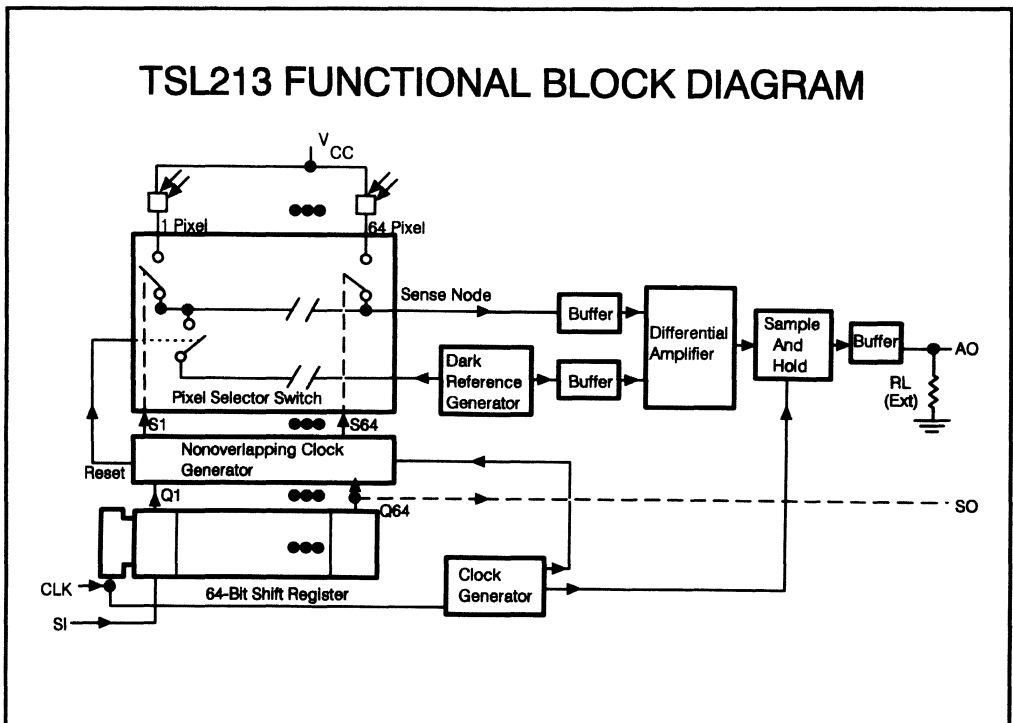 TSL213 FUNCTIONAL BLOCK DIAGRAM
VCC
1 Pixel
64 Pixel
Sense Node
Buffer
Differential
Amplifier
Sample
And
Hold
Buffer
AO
Dark
Reference
Generator
Buffer
RL
(Ext)
Pixel Selector Switch
S1
S64
Nonoverlapping Clock
Generator
Reset
Q1
Q64
SO
CLK
64-Bit Shift Register
Clock
Generator
SI